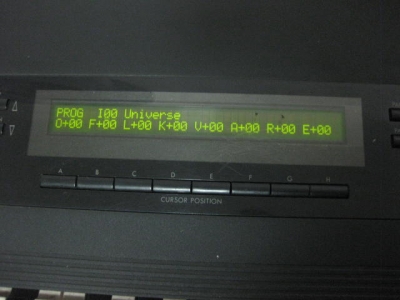 PROG I00 Universe
O+00 F+00 L+00 K+00 V+00 A+00 R+00 E+00
A B C D E F G H
CURSOR POSITION